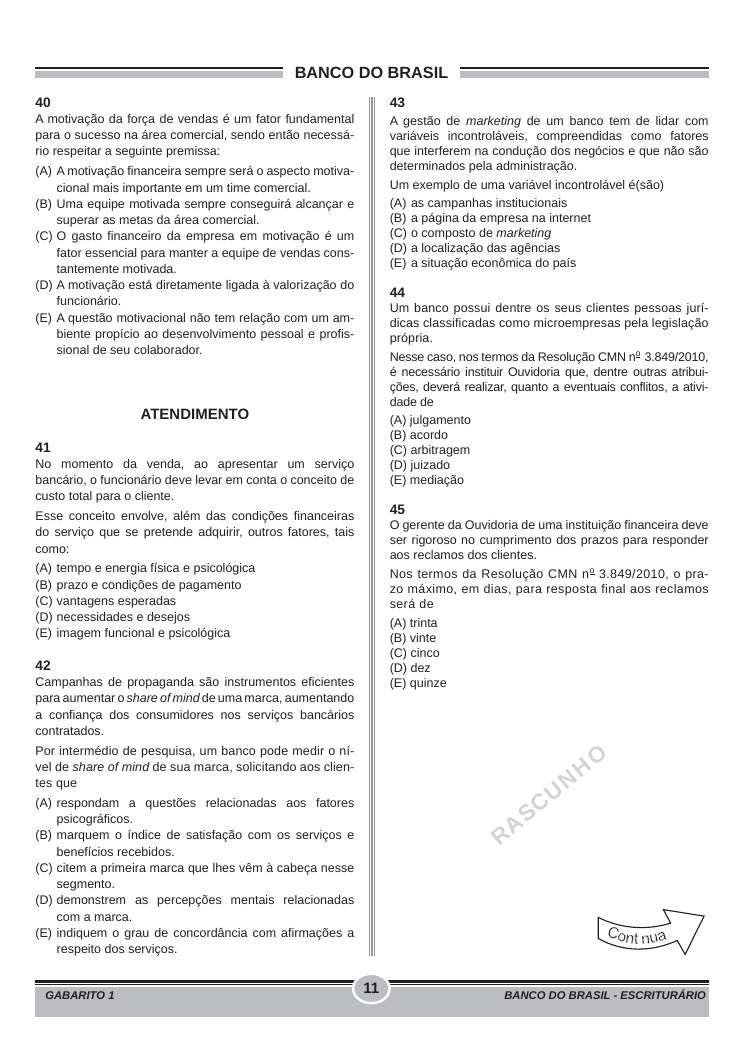 BANCO DO BRASIL
40
A motivação da força de vendas é um fator fundamental
para o sucesso na área comercial, sendo então necessá-
rio respeitar a seguinte premissa:
(A) A motivação financeira sempre será o aspecto motiva-
cional mais importante em um time comercial.
(B) Uma equipe motivada sempre conseguirá alcançar e
superar as metas da área comercial.
(C) O gasto financeiro da empresa em motivação é um
fator essencial para manter a equipe de vendas cons-
tantemente motivada.
(D) A motivação está diretamente ligada à valorização do
funcionário.
(E) A questão motivacional não tem relação com um am-
biente propício ao desenvolvimento pessoal e profis-
sional de seu colaborador.
ATENDIMENTO
41
No momento da venda, ao apresentar um serviço
bancário, o funcionário deve levar em conta o conceito de
custo total para o cliente.
Esse conceito envolve, além das condições financeiras
do serviço que se pretende adquirir, outros fatores, tais
como:
(A) tempo e energia física e psicológica
(B) prazo e condições de pagamento
(C) vantagens esperadas
(D) necessidades e desejos
(E) imagem funcional e psicológica
42
Campanhas de propaganda são instrumentos eficientes
para aumentar o share of mind de uma marca, aumentando
a confiança dos consumidores nos serviços bancários
contratados.
Por intermédio de pesquisa, um banco pode medir o ní-
vel de share of mind de sua marca, solicitando aos clien-
tes que
(A) respondam a questões relacionadas aos fatores
psicográficos.
(B) marquem o índice de satisfação com os serviços e
benefícios recebidos.
(C) citem a primeira marca que lhes vêm à cabeça nesse
segmento.
(D) demonstrem as percepções mentais relacionadas
com a marca.
(E) indiquem o grau de concordância com afirmações a
respeito dos serviços.
43
A gestão de marketing de um banco tem de lidar com
variáveis incontroláveis, compreendidas como fatores
que interferem na condução dos negócios e que não são
determinados pela administração.
Um exemplo de uma variável incontrolável é(são)
(A) as campanhas institucionais
(B) a página da empresa na internet
(C) o composto de marketing
(D) a localização das agências
(E) a situação econômica do país
44
Um banco possui dentre os seus clientes pessoas jurí-
dicas classificadas como microempresas pela legislação
própria.
Nesse caso, nos termos da Resolução CMN nº 3.849/2010,
é necessário instituir Ouvidoria que, dentre outras atribui-
ções, deverá realizar, quanto a eventuais conflitos, a ativi-
dade de
(A) julgamento
(B) acordo
(C) arbitragem
(D) juizado
(E) mediação
45
O gerente da Ouvidoria de uma instituição financeira deve
ser rigoroso no cumprimento dos prazos para responder
aos reclamos dos clientes.
Nos termos da Resolução CMN nº 3.849/2010, o pra-
zo máximo, em dias, para resposta final aos reclamos
será de
(A) trinta
(B) vinte
(C) cinco
(D) dez
(E) quinze
RASCUNHO
Cont nua
GABARITO 1
11
BANCO DO BRASIL - ESCRITURÁRIO